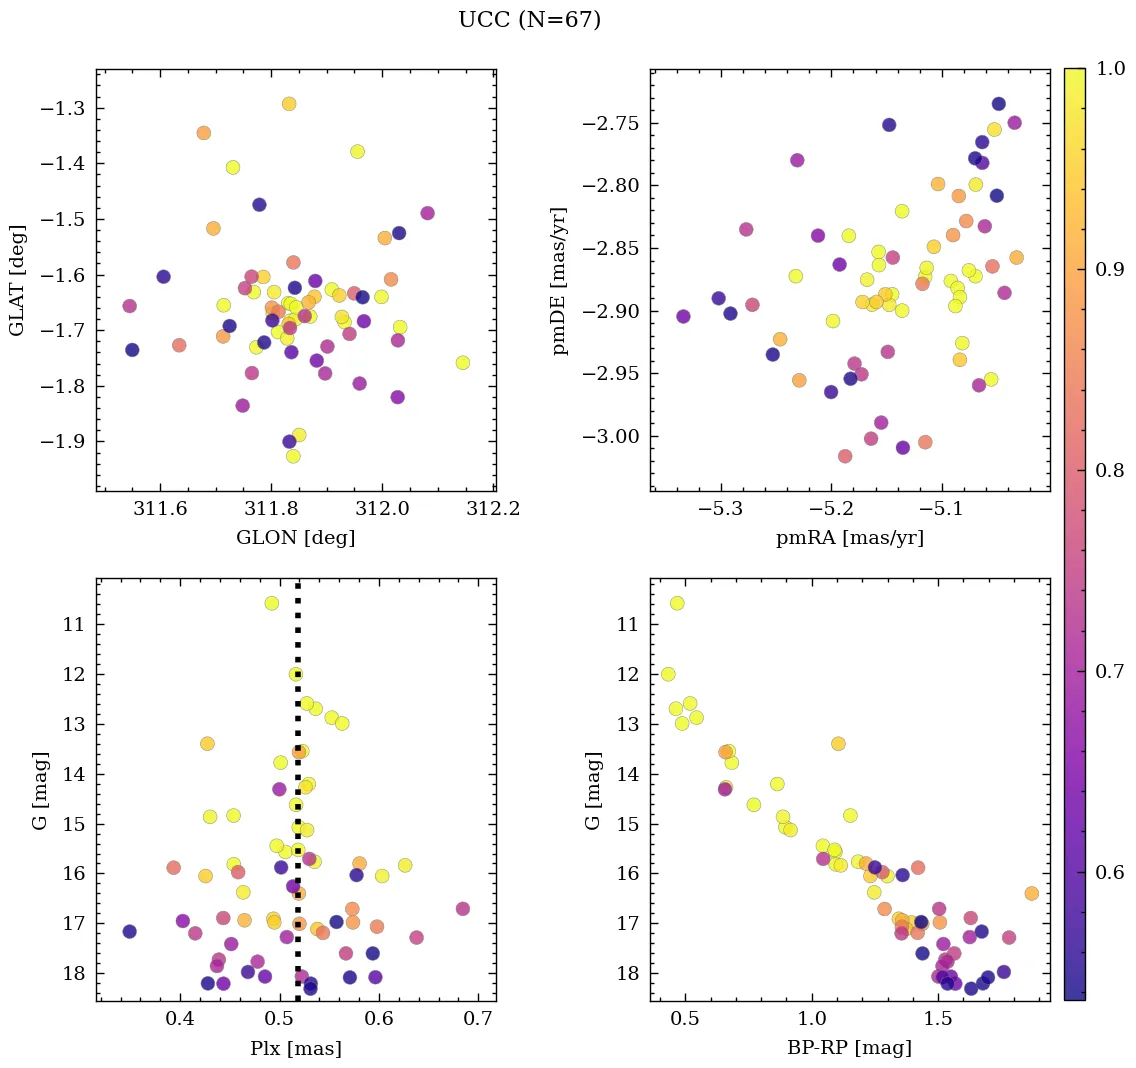 UCC (N=67)
−1.3
−1.4
−1.5
−1.6
−1.7
−1.8
−1.9
GLAT [deg]
311.6 311.8 312.0 312.2
GLON [deg]
−2.75
−2.80
−2.85
−2.90
−2.95
−3.00
pmDE [mas/yr]
−5.3 −5.2 −5.1
pmRA [mas/yr]
1.0
0.9
0.8
0.7
0.6
11
12
13
14
15
16
17
18
G [mag]
0.4 0.5 0.6 0.7
Plx [mas]
11
12
13
14
15
16
17
18
G [mag]
0.5 1.0 1.5
BP-RP [mag]